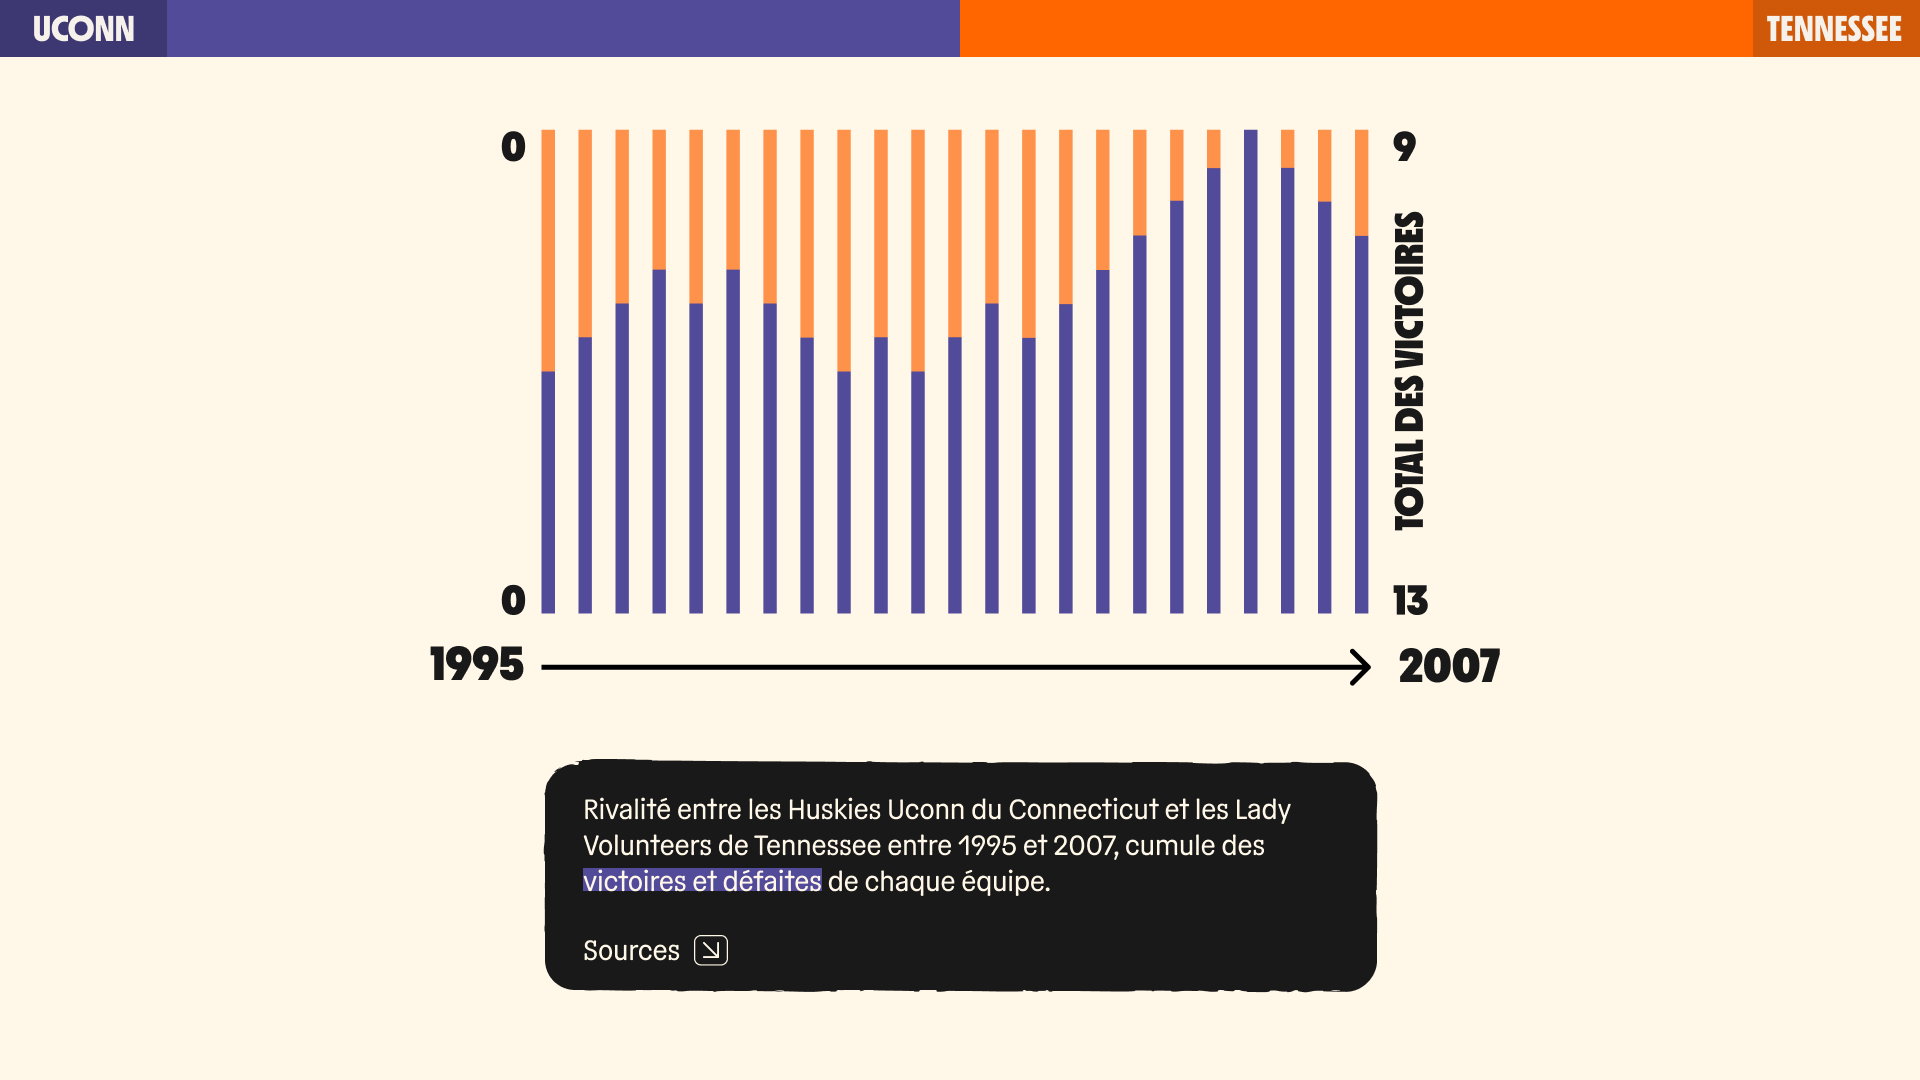 UCONN
TENNESSEE
0
9
TOTAL DES VICTOIRES
0
13
1995
2007
Rivalité entre les Huskies Uconn du Connecticut et les Lady
Volunteers de Tennessee entre 1995 et 2007, cumule des
victoires et défaites de chaque équipe.
Sources